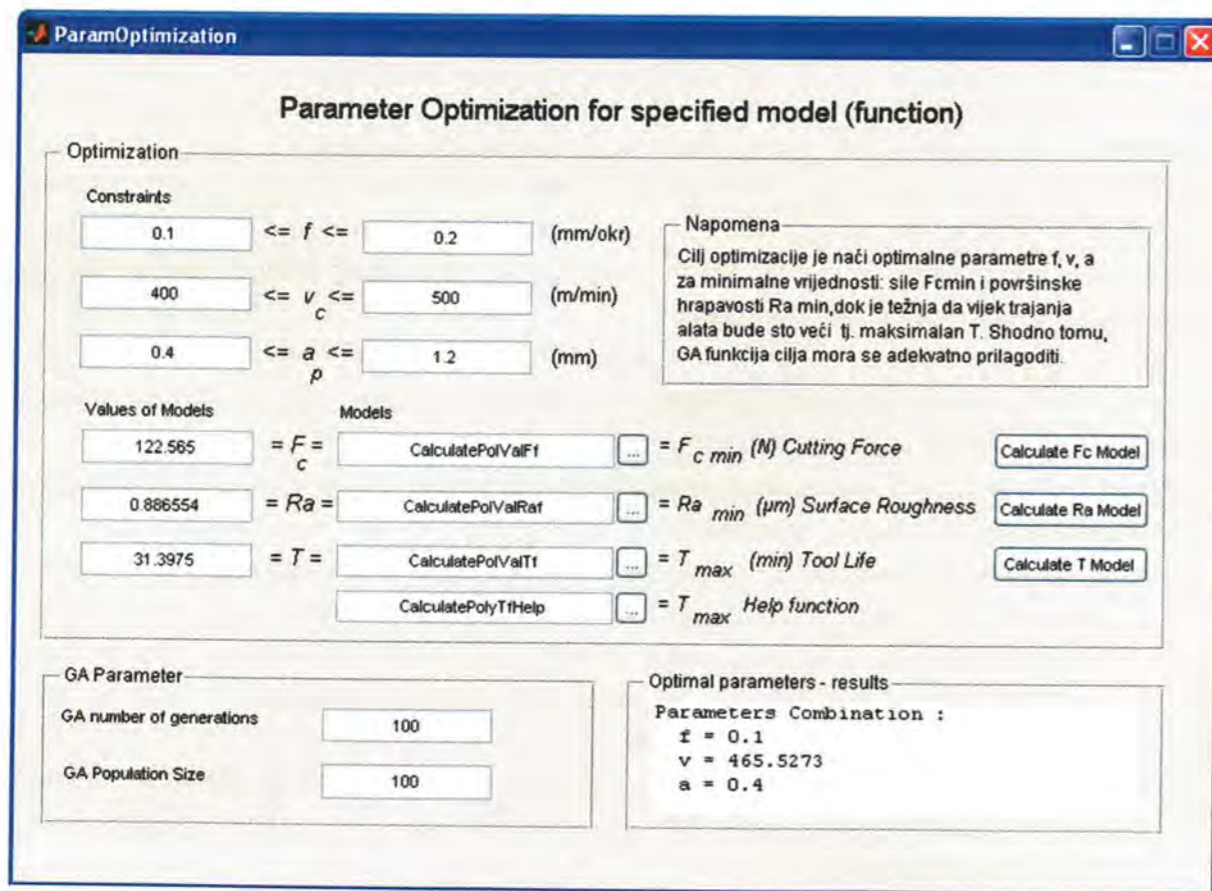 ParamOptimization
Parameter Optimization for specified model (function)
Optimization
Constraints
0.1 <= f <= 0.2 (mm/okr)
400 <= v c <= 500 (m/min)
0.4 <= a p <= 1.2 (mm)
Napomena
Cilj optimizacije je naći optimalne parametre f, v, a
za minimalne vrijednosti: sile Fcmin i površinske
hrapavosti Ra min,dok je težnja da vijek trajanja
alata bude sto veći tj. maksimalan T. Shodno tomu,
GA funkcija cilja mora se adekvatno prilagoditi.
Values of Models Models
122.565 = F c = CalculatePolValFf ... = F c min (N) Cutting Force Calculate Fc Model
0.886554 = Ra = CalculatePolValRaf ... = Ra min (µm) Surface Roughness Calculate Ra Model
31.3975 = T = CalculatePolValTf ... = T max (min) Tool Life Calculate T Model
CalculatePolyTfHelp ... = T max Help function
GA Parameter
GA number of generations 100
GA Population Size 100
Optimal parameters - results
Parameters Combination :
f = 0.1
v = 465.5273
a = 0.4